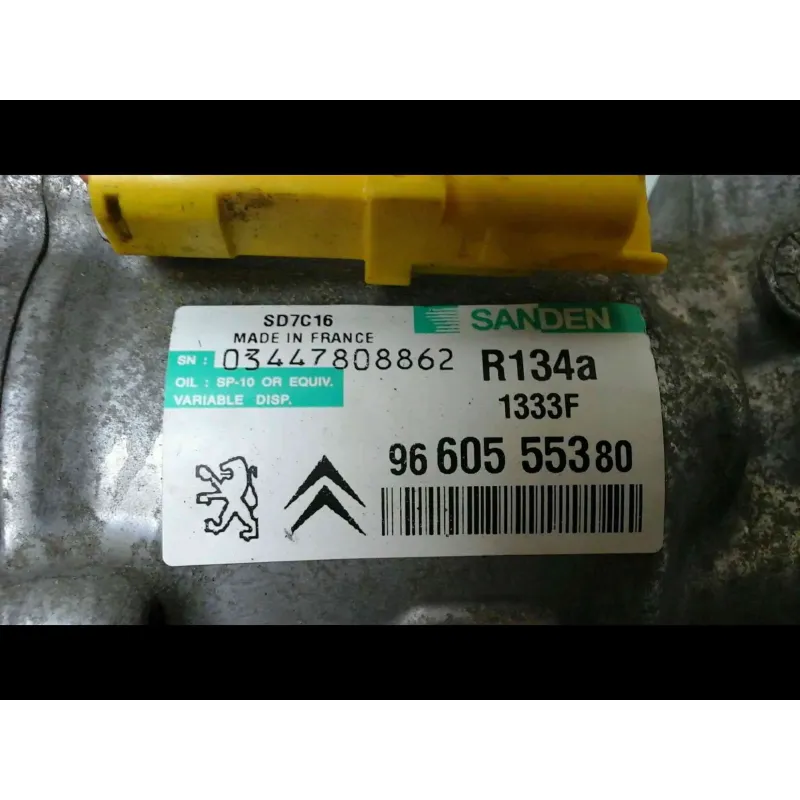 SD7C16
SANDEN
MADE IN FRANCE
SN : 03447808862
R134a
OIL : SP-10 OR EQUIV.
VARIABLE DISP.
1333F
96 605 553 80